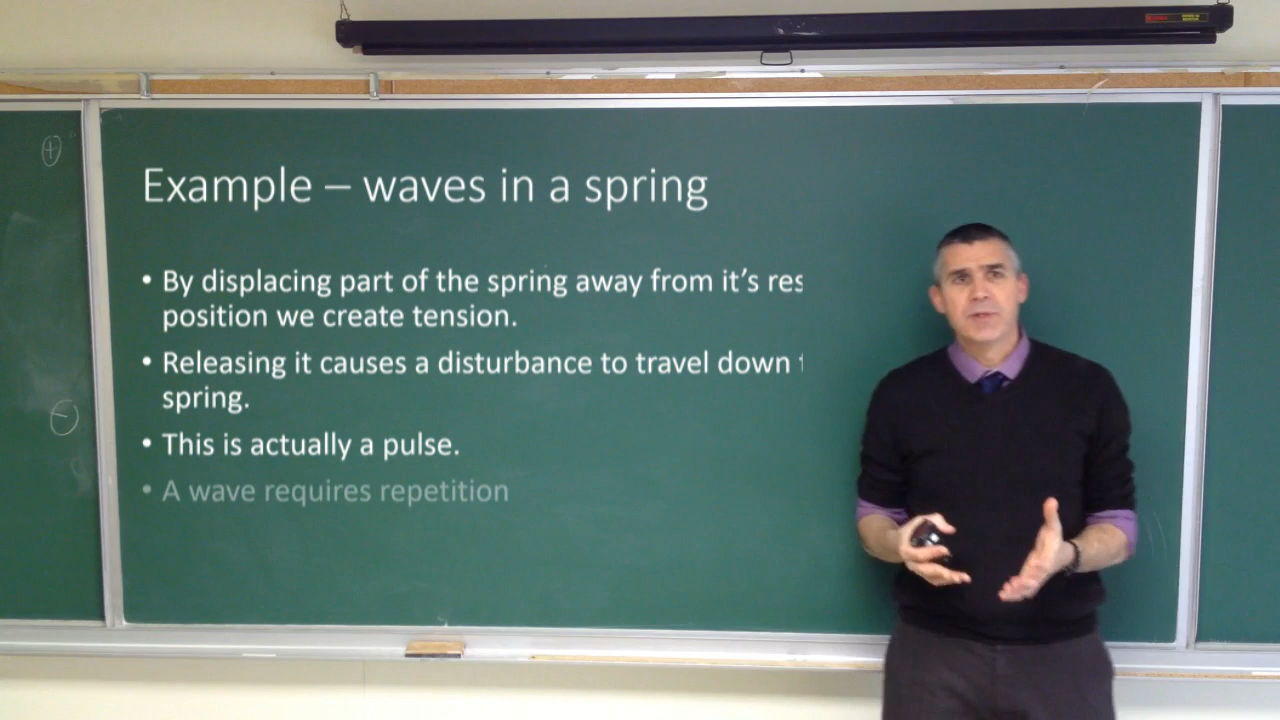 Example – waves in a spring
• By displacing part of the spring away from it’s res
position we create tension.
• Releasing it causes a disturbance to travel down
spring.
• This is actually a pulse.
• A wave requires repetition